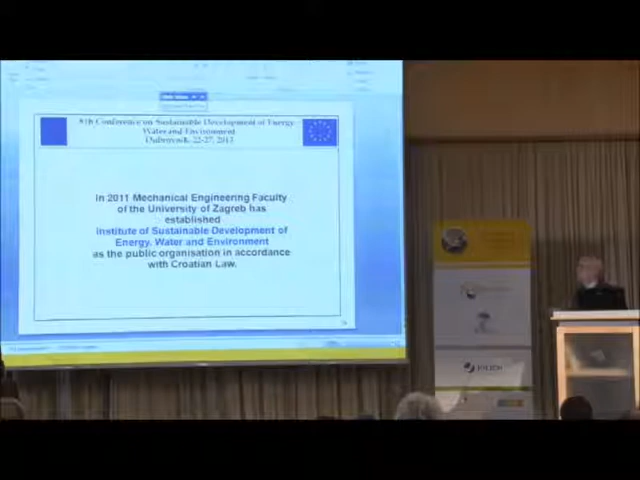 8th Conference on Sustainable Development of Energy
Water and Environment
Dubrovnik, 22-27, 2013
In 2011 Mechanical Engineering Faculty
of the University of Zagreb has
established
Institute of Sustainable Development of
Energy, Water and Environment
as the public organisation in accordance
with Croatian Law.
JÜLICH